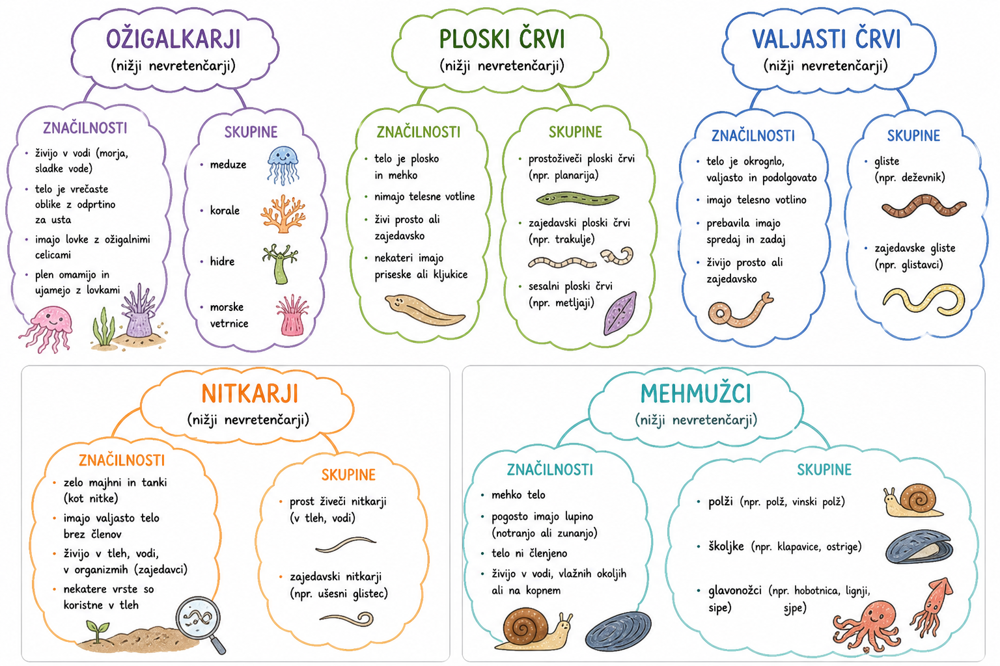 OŽIGALKARJI
(nižji nevretenčarji)
ZNAČILNOSTI
• živijo v vodi (morja,
sladke vode)
• telo je vrečaste
oblike z odprtino
za usta
• imajo lovke z ožigalnimi
celicami
• plen omamijo in
ujamejo z lovkami
SKUPINE
• meduze
• korale
• hidre
• morske
vetrnice
PLOSKI ČRVI
(nižji nevretenčarji)
ZNAČILNOSTI
• telo je plosko
in mehko
• nimajo telesne votline
• živi prosto ali
zajedavsko
• nekateri imajo
priseske ali kljukice
SKUPINE
• prostoživeči ploski črvi
(npr. planarija)
• zajedavski ploski črvi
(npr. trakulje)
• sesalni ploski črvi
(npr. metljaji)
VALJASTI ČRVI
(nižji nevretenčarji)
ZNAČILNOSTI
• telo je okroglo,
valjasto in podolgovato
• imajo telesno votlino
• prebavila imajo
spredaj in zadaj
• živijo prosto ali
zajedavsko
SKUPINE
• gliste
(npr. deževnik)
• zajedavske gliste
(npr. glistavci)
NITKARJI
(nižji nevretenčarji)
ZNAČILNOSTI
• zelo majhni in tanki
(kot nitke)
• imajo valjasto telo
brez členov
• živijo v tleh, vodi,
v organizmih (zajedavci)
• nekatere vrste so
koristne v tleh
SKUPINE
• prost živeči nitkarji
(v tleh, vodi)
• zajedavski nitkarji
(npr. ušesni glistec)
MEHMUŽCI
(nižji nevretenčarji)
ZNAČILNOSTI
• mehko telo
• pogosto imajo lupino
(notranjo ali zunanjo)
• telo ni členjeno
• živijo v vodi, vlažnih okoljih
ali na kopnem
SKUPINE
• polži (npr. polž, vinski polž)
• školjke (npr. klapavice, ostrige)
• glavonožci (npr. hobotnica, lignji,
sipe) sjpe)